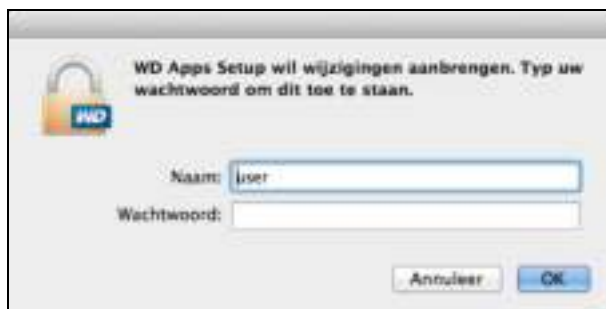 WD Apps Setup wil wijzigingen aanbrengen. Typ uw
wachtwoord om dit toe te staan.
WD
Naam: user
Wachtwoord:
Annuleer OK